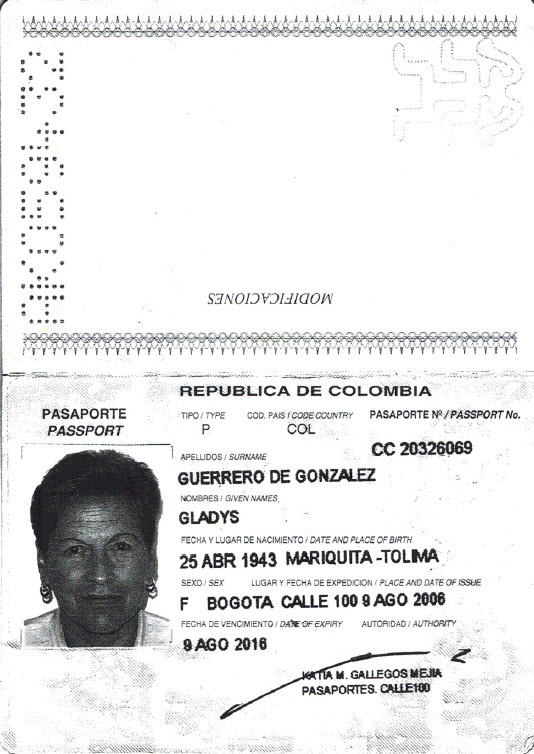 AK059432
MODIFICACIONES
REPUBLICA DE COLOMBIA
PASAPORTE
PASSPORT
TIPO / TYPE COD. PAIS / CODE COUNTRY PASAPORTE Nº / PASSPORT No.
P COL
CC 20326069
APELLIDOS / SURNAME
GUERRERO DE GONZALEZ
NOMBRES / GIVEN NAMES
GLADYS
FECHA Y LUGAR DE NACIMIENTO / DATE AND PLACE OF BIRTH
25 ABR 1943 MARIQUITA -TOLIMA
SEXO / SEX LUGAR Y FECHA DE EXPEDICION / PLACE AND DATE OF ISSUE
F BOGOTA CALLE 100 9 AGO 2006
FECHA DE VENCIMIENTO / DATE OF EXPIRY AUTORIDAD / AUTHORITY
9 AGO 2016
KATIA M. GALLEGOS MEJIA
PASAPORTES. CALLE100